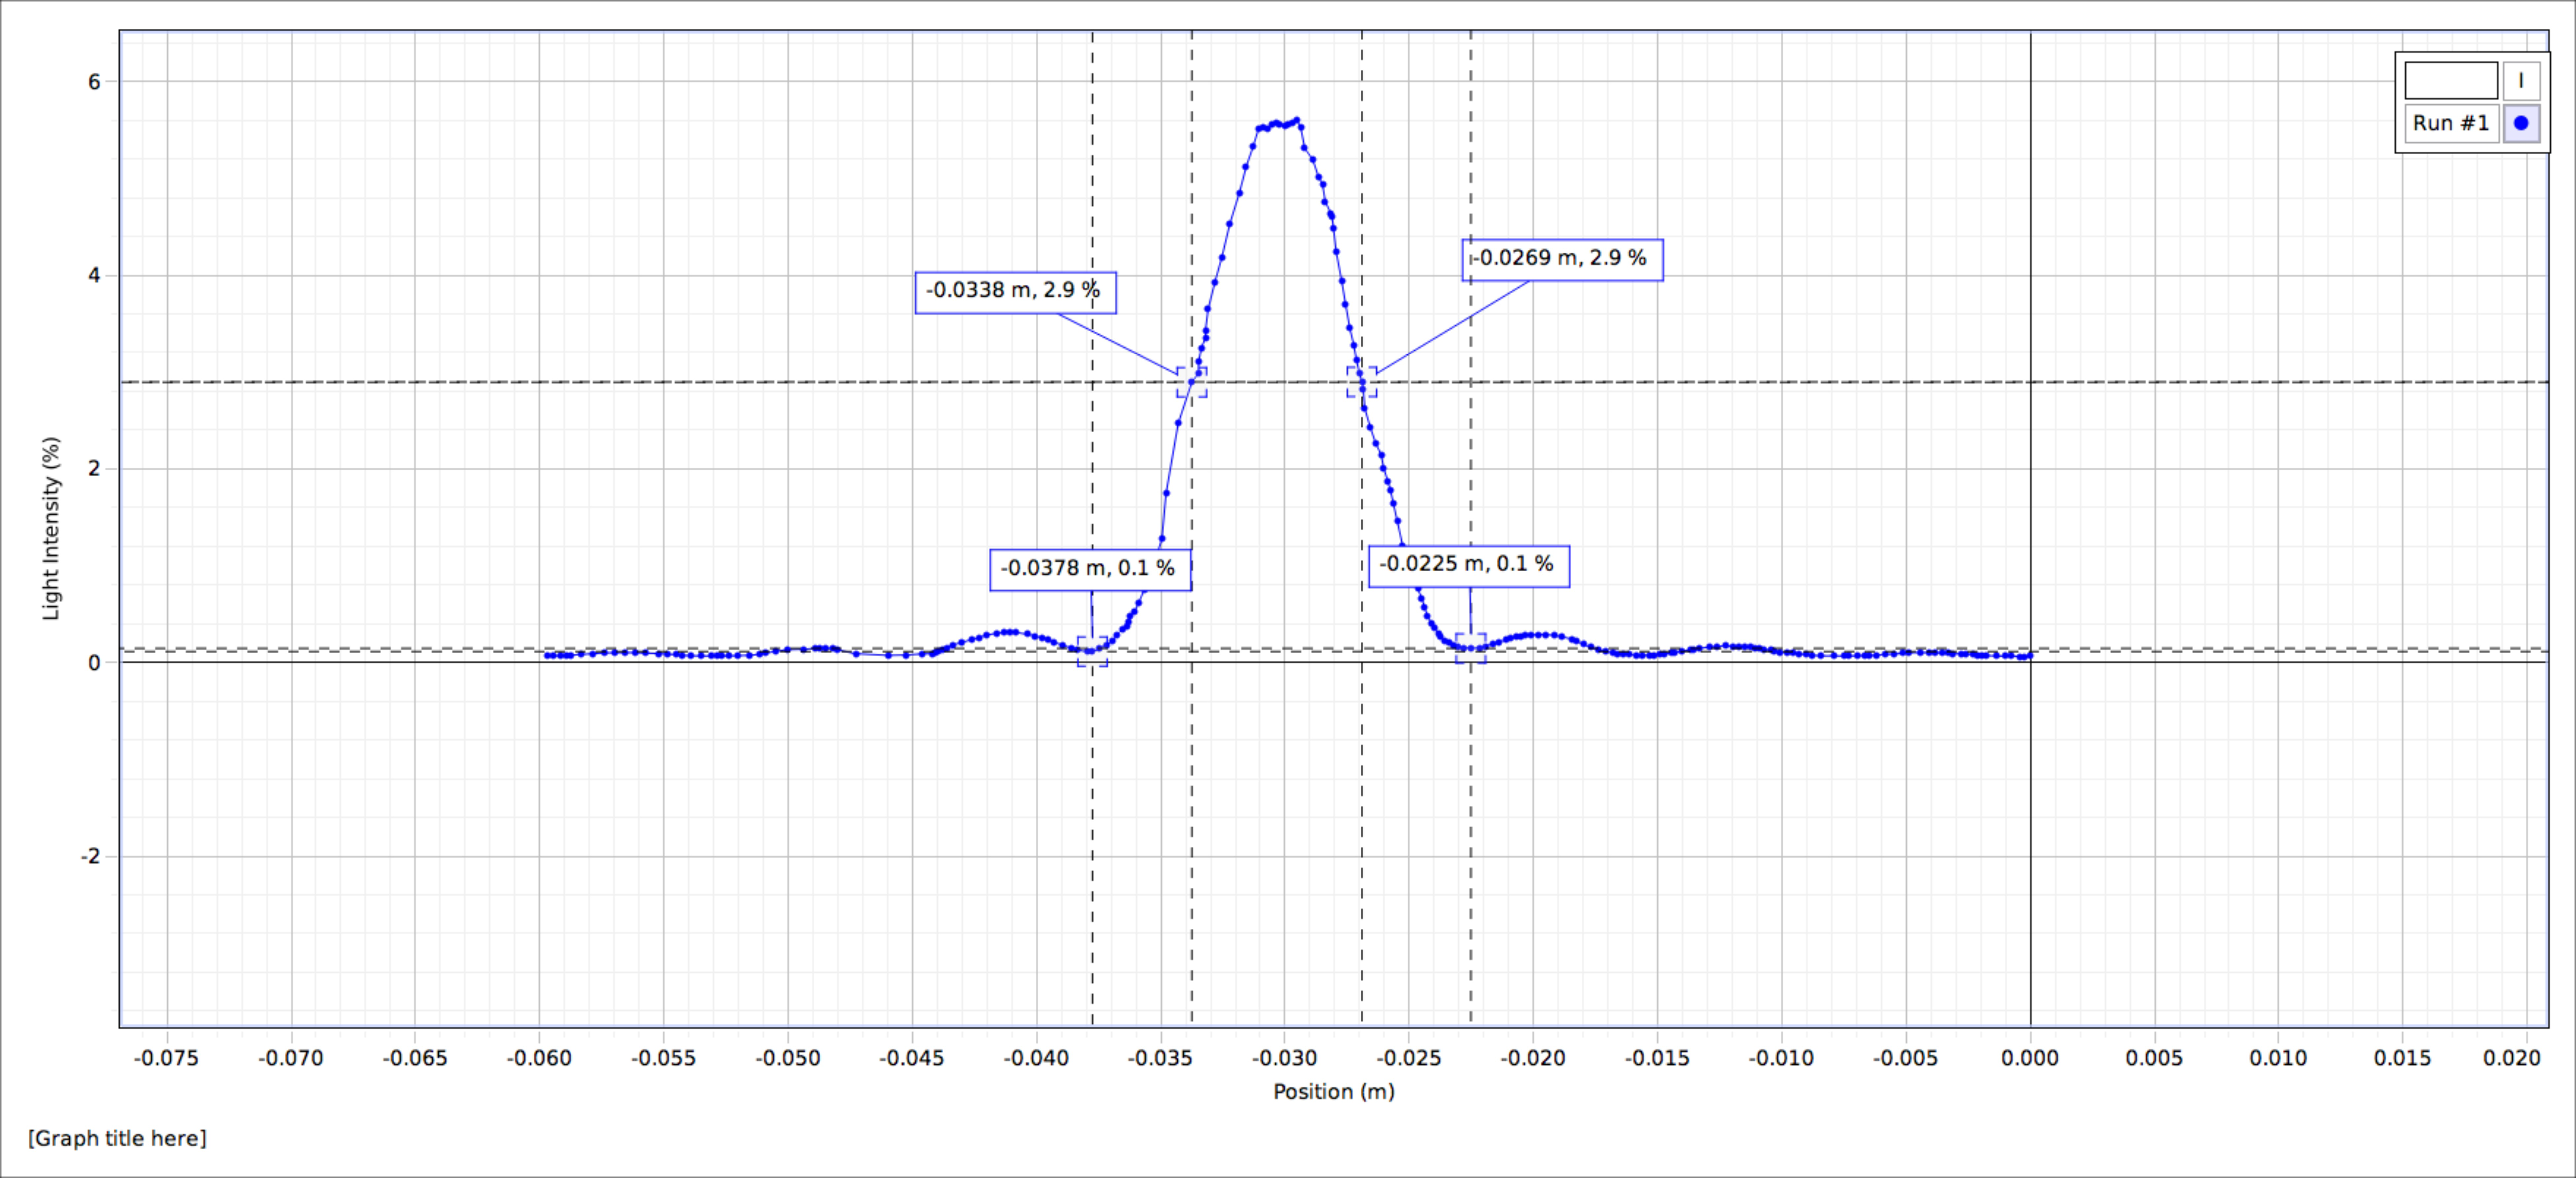 6
I
Run #1
-0.0269 m, 2.9 %
4
-0.0338 m, 2.9 %
Light Intensity (%)
2
-0.0378 m, 0.1 %
-0.0225 m, 0.1 %
0
-2
-0.075 -0.070 -0.065 -0.060 -0.055 -0.050 -0.045 -0.040 -0.035 -0.030 -0.025 -0.020 -0.015 -0.010 -0.005 0.000 0.005 0.010 0.015 0.020
Position (m)
[Graph title here]